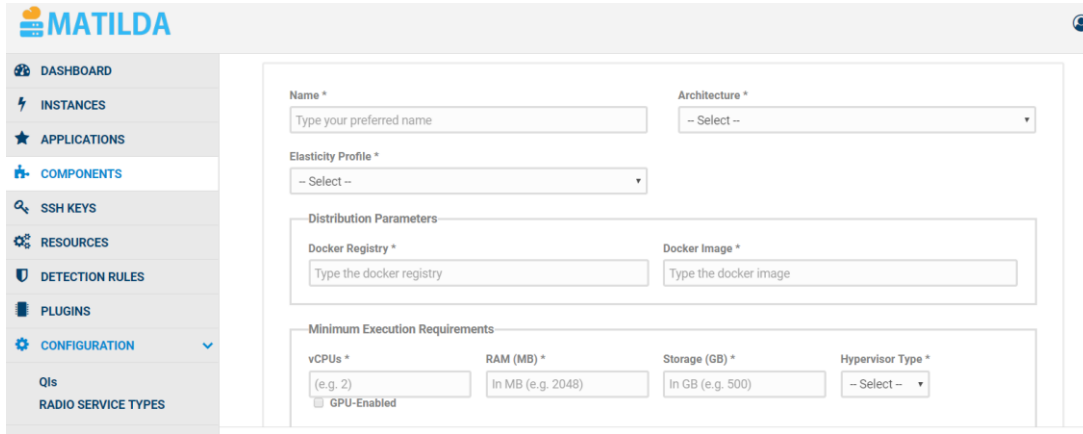 MATILDA
DASHBOARD
INSTANCES
APPLICATIONS
COMPONENTS
SSH KEYS
RESOURCES
DETECTION RULES
PLUGINS
CONFIGURATION
QIs
RADIO SERVICE TYPES
Name * Architecture *
Type your preferred name -- Select --
Elasticity Profile *
-- Select --
Distribution Parameters
Docker Registry * Docker Image *
Type the docker registry Type the docker image
Minimum Execution Requirements
vCPUs * RAM (MB) * Storage (GB) * Hypervisor Type *
(e.g. 2) In MB (e.g. 2048) In GB (e.g. 500) -- Select --
GPU-Enabled